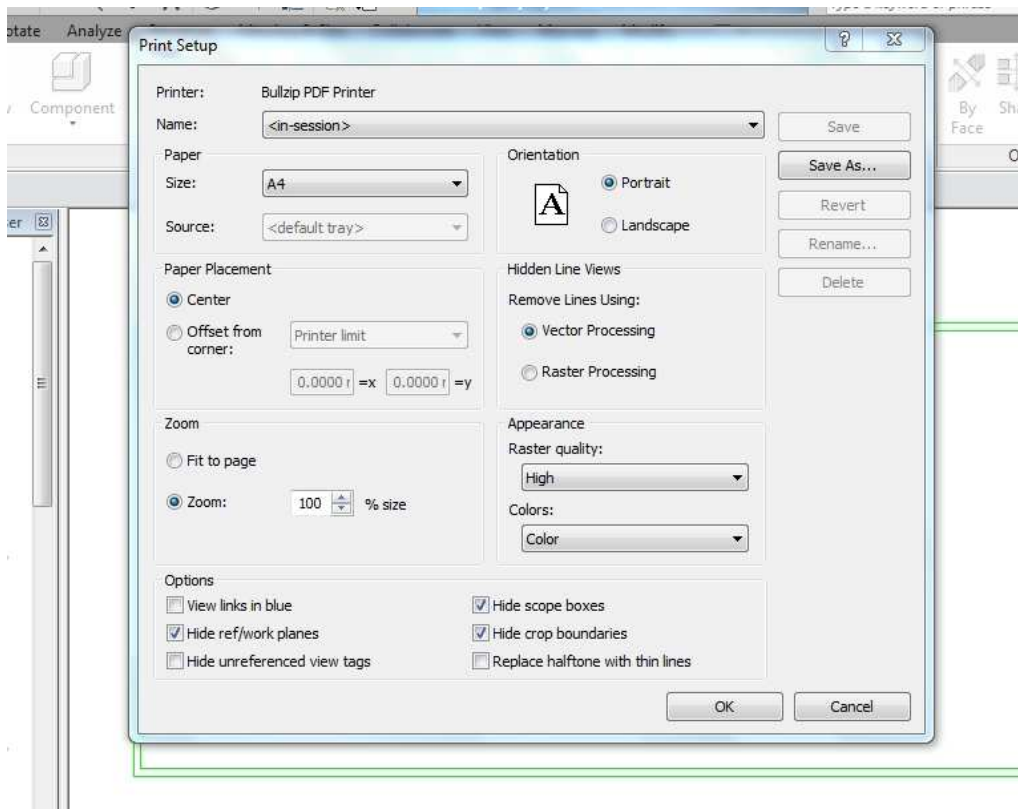 Analyze
Component
By
Face
Print Setup
Printer: Bullzip PDF Printer
Name: <in-session>
Save
Save As...
Revert
Rename...
Delete
Paper
Size: A4
Source: <default tray>
Orientation
A
Portrait
Landscape
Paper Placement
Center
Offset from
corner:
Printer limit
0.0000 =x 0.0000 =y
Hidden Line Views
Remove Lines Using:
Vector Processing
Raster Processing
Zoom
Fit to page
Zoom: 100 % size
Appearance
Raster quality:
High
Colors:
Color
Options
View links in blue
Hide ref/work planes
Hide unreferenced view tags
Hide scope boxes
Hide crop boundaries
Replace halftone with thin lines
OK Cancel